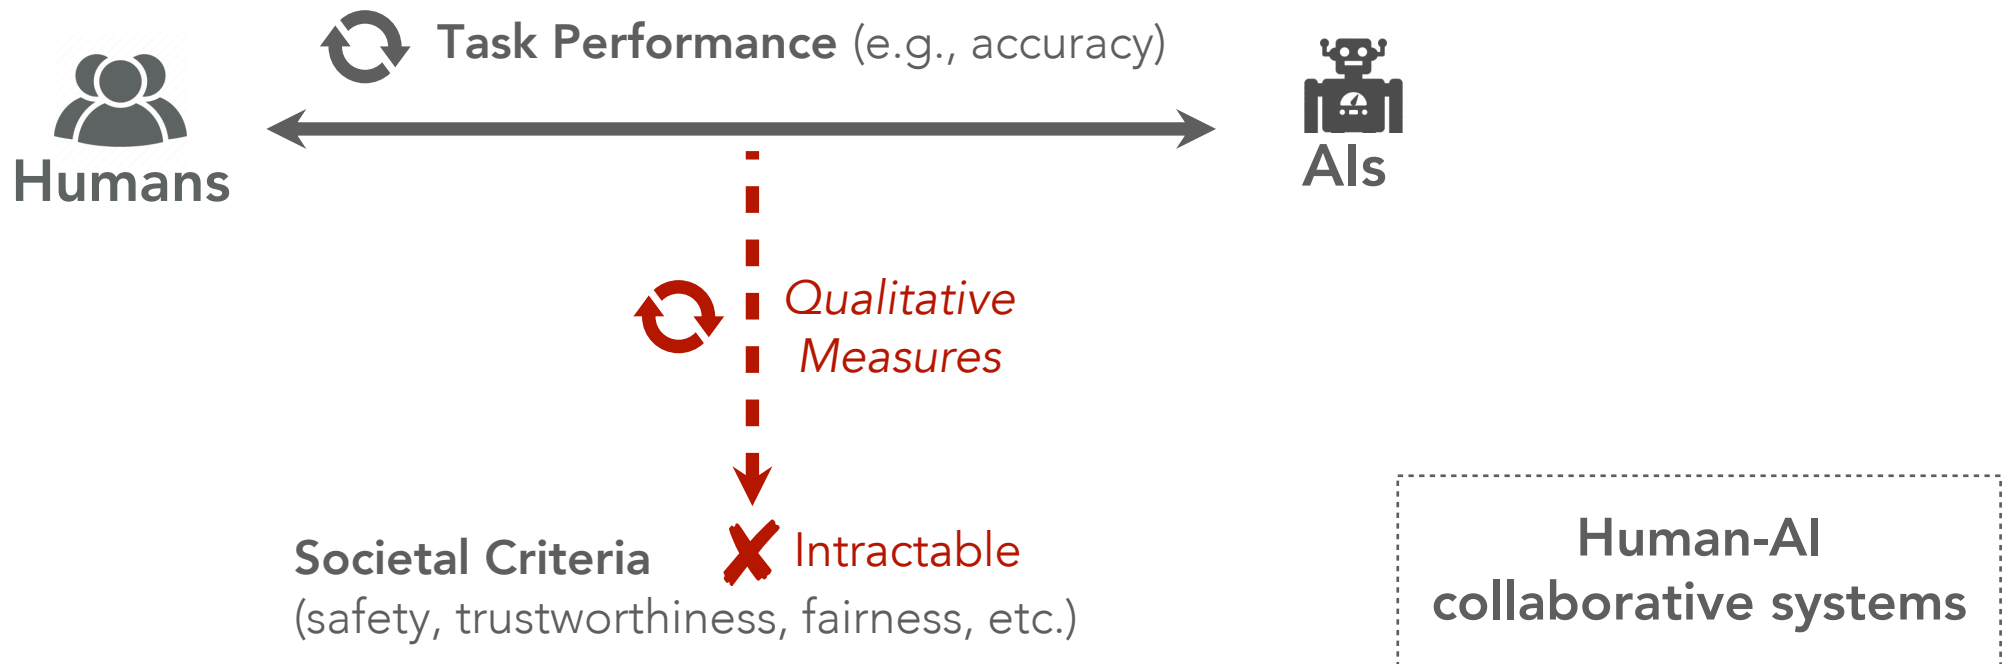 Task Performance (e.g., accuracy)
Humans
AIs
Qualitative
Measures
Societal Criteria
Intractable
(safety, trustworthiness, fairness, etc.)
Human-AI
collaborative systems